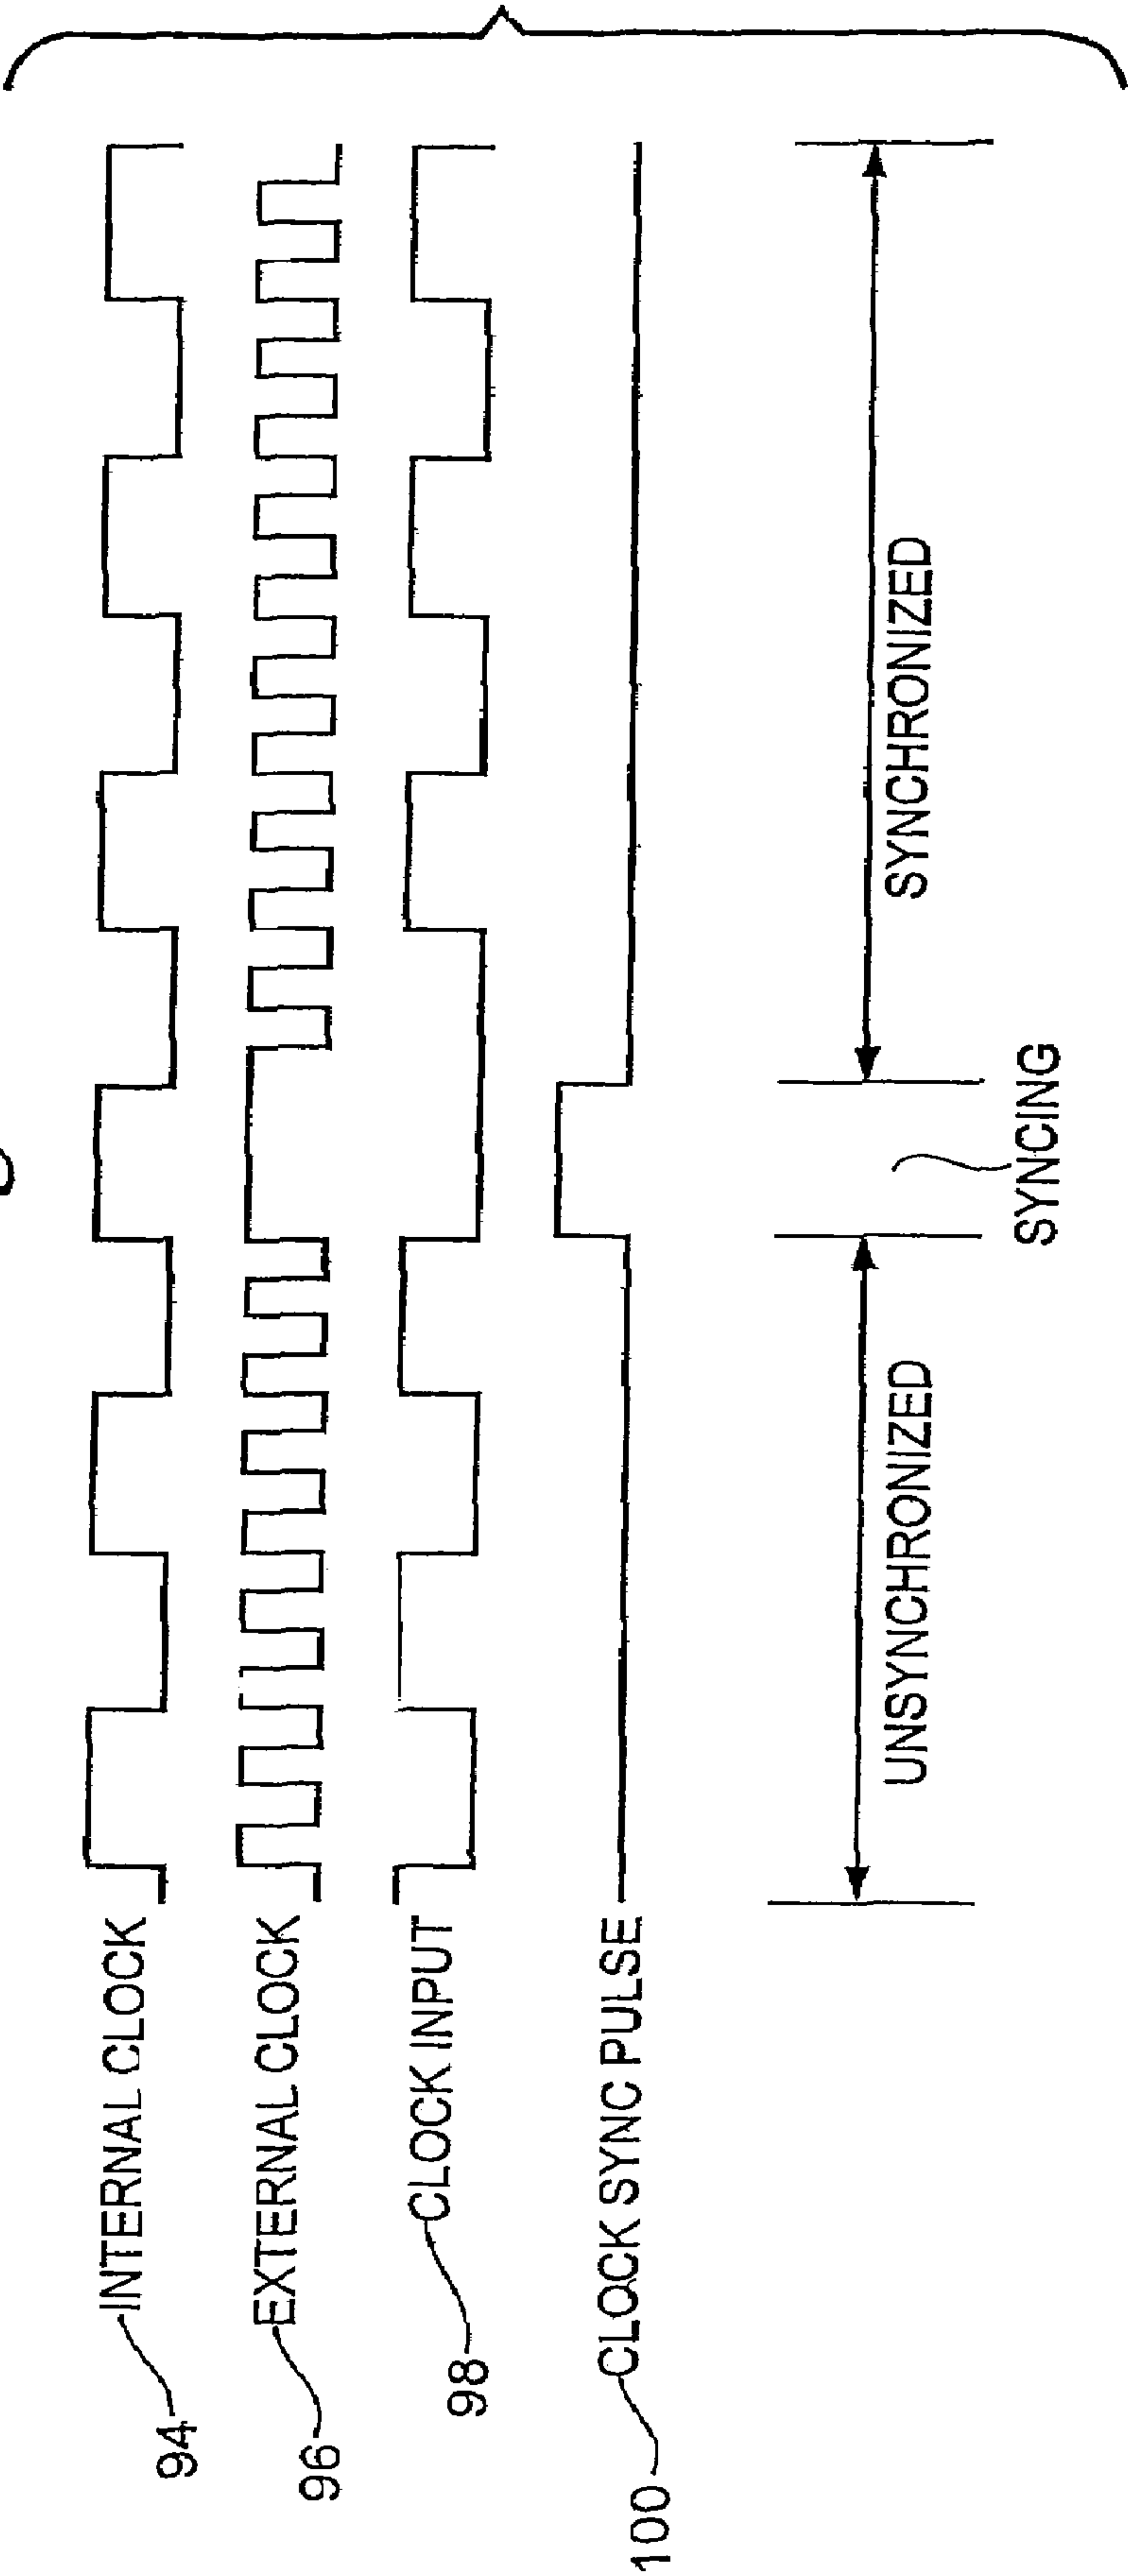 94 INTERNAL CLOCK
96 EXTERNAL CLOCK
98 CLOCK INPUT
100 CLOCK SYNC PULSE
UNSYNCHRONIZED
SYNCHRONIZED
SYNCING